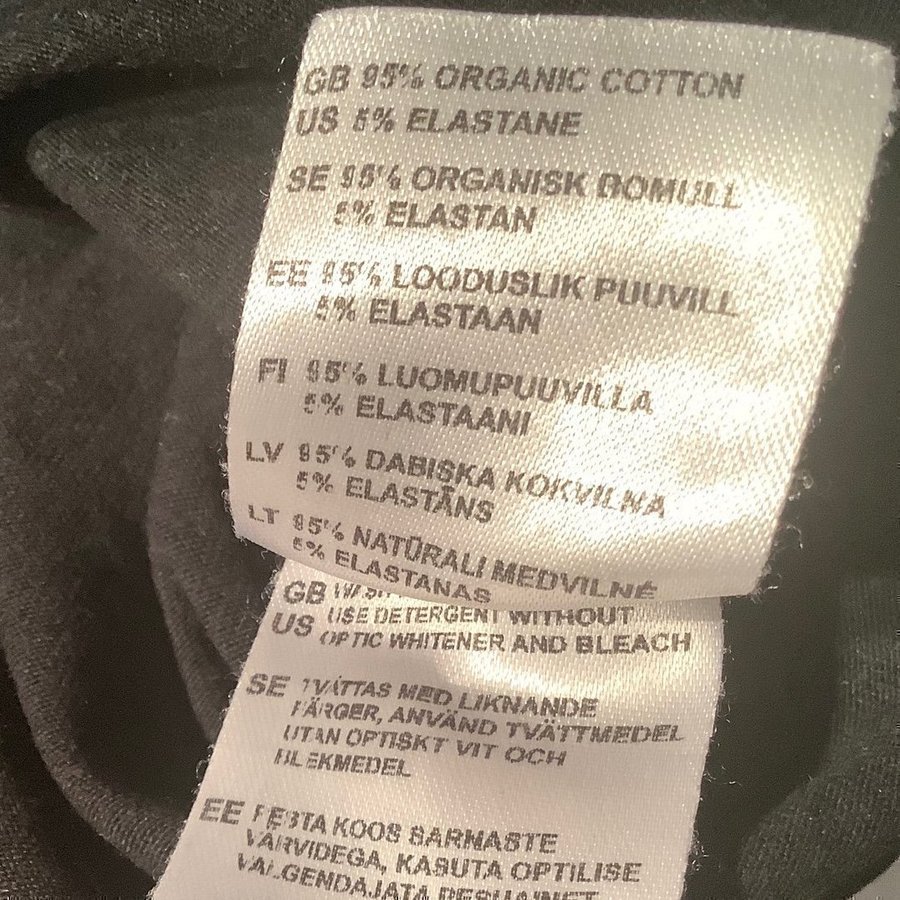 GB 95% ORGANIC COTTON
US 5% ELASTANE
SE 95% ORGANISK BOMULL
5% ELASTAN
EE 95% LOODUSLIK PUUVILL
5% ELASTAAN
FI 95% LUOMUPUUVILLA
5% ELASTAANI
LV 95% DABISKA KOKVILNA
5% ELASTĀNS
LT 95% NATŪRALI MEDVILNĖ
5% ELASTANAS
GB
US USE DETERGENT WITHOUT
OPTIC WHITENER AND BLEACH
SE TVÄTTAS MED LIKNANDE
FÄRGER, ANVÄND TVÄTTMEDEL
UTAN OPTISKT VIT OCH
BLEKMEDEL
EE PESTA KOOS SARNASTE
VÄRVIDEGA, KASUTA OPTILISE
VALGENDAJATA